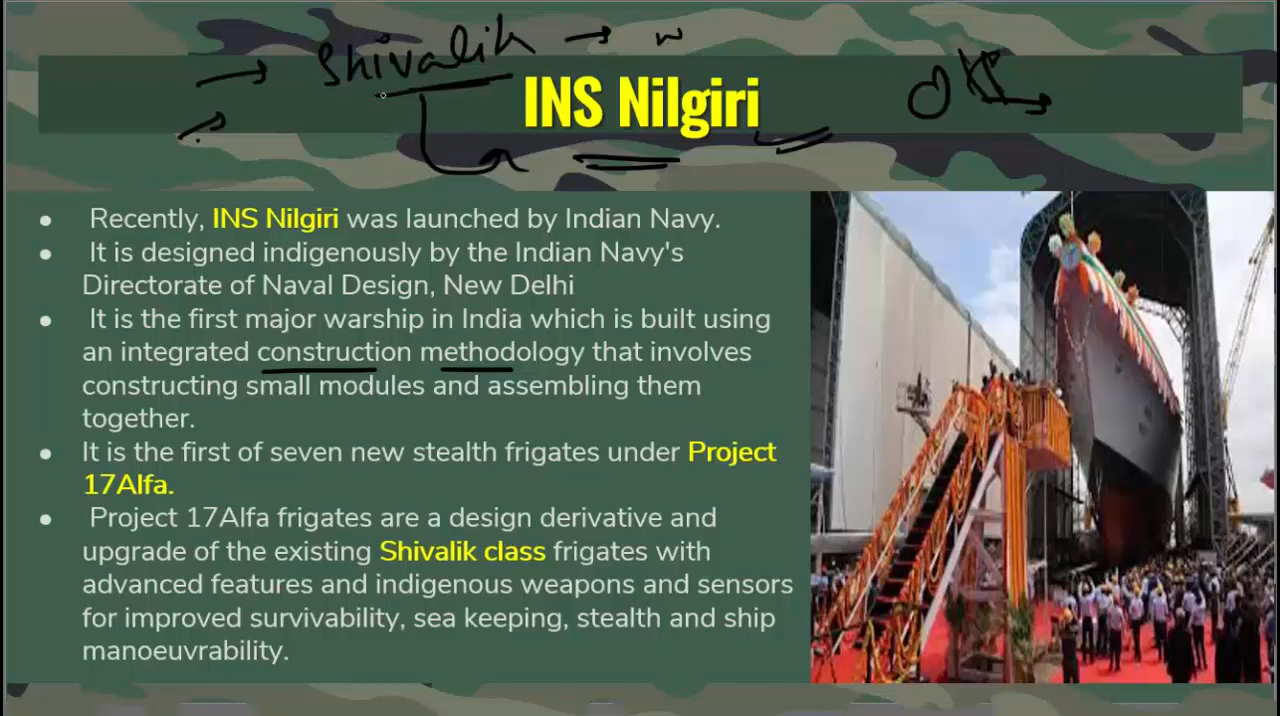 Shivalik
INS Nilgiri
● Recently, INS Nilgiri was launched by Indian Navy.
● It is designed indigenously by the Indian Navy's
Directorate of Naval Design, New Delhi
● It is the first major warship in India which is built using
an integrated construction methodology that involves
constructing small modules and assembling them
together.
● It is the first of seven new stealth frigates under Project
17Alfa.
● Project 17Alfa frigates are a design derivative and
upgrade of the existing Shivalik class frigates with
advanced features and indigenous weapons and sensors
for improved survivability, sea keeping, stealth and ship
manoeuvrability.